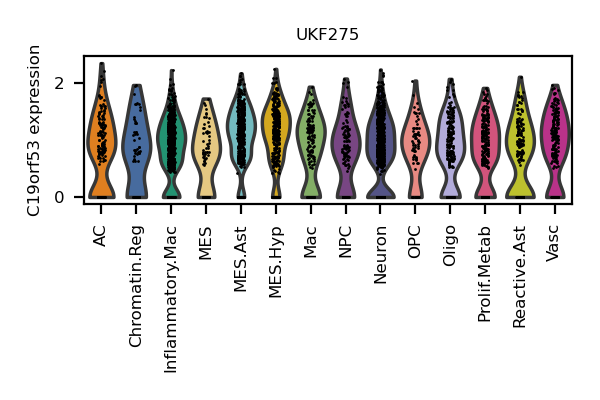 UKF275
C19orf53 expression
2
0
AC
Chromatin.Reg
Inflammatory.Mac
MES
MES.Ast
MES.Hyp
Mac
NPC
Neuron
OPC
Oligo
Prolif.Metab
Reactive.Ast
Vasc